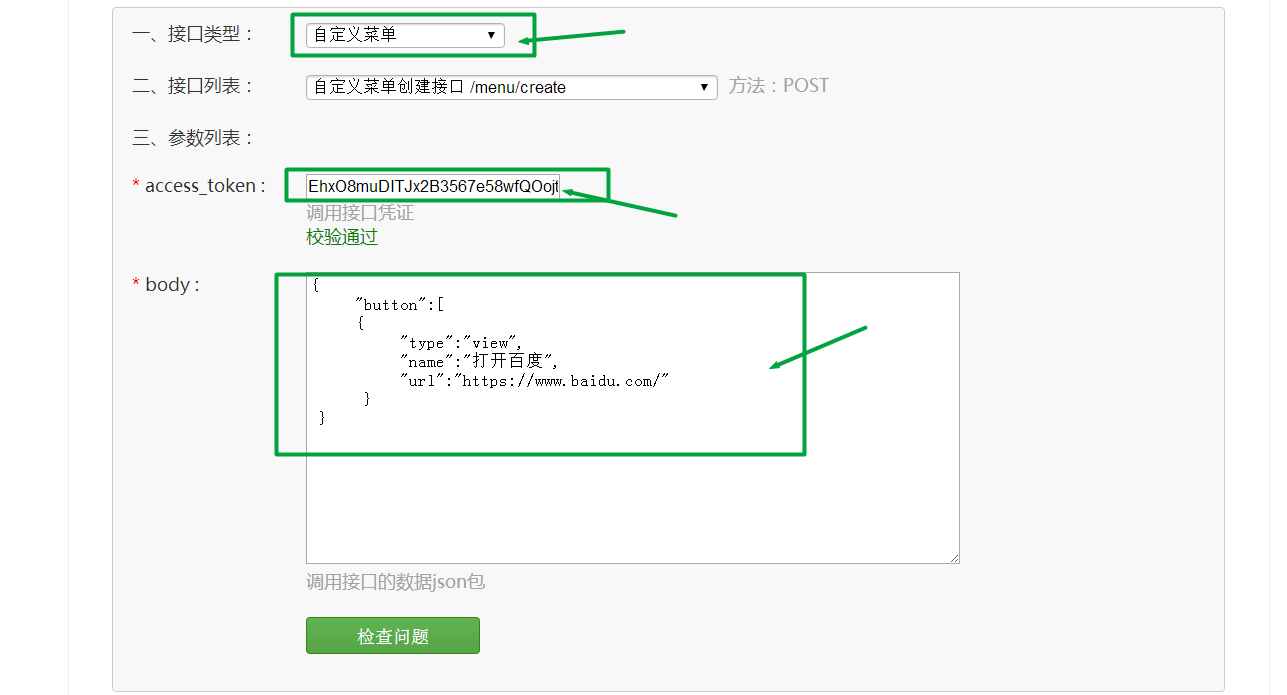 一、接口类型： 自定义菜单
二、接口列表： 自定义菜单创建接口 /menu/create 方法：POST
三、参数列表：
* access_token : EhxO8muDITJx2B3567e58wfQOojf
调用接口凭证
校验通过
* body : {
"button":[
{
"type":"view",
"name":"打开百度",
"url":"https://www.baidu.com/"
}
}
调用接口的数据json包
检查问题